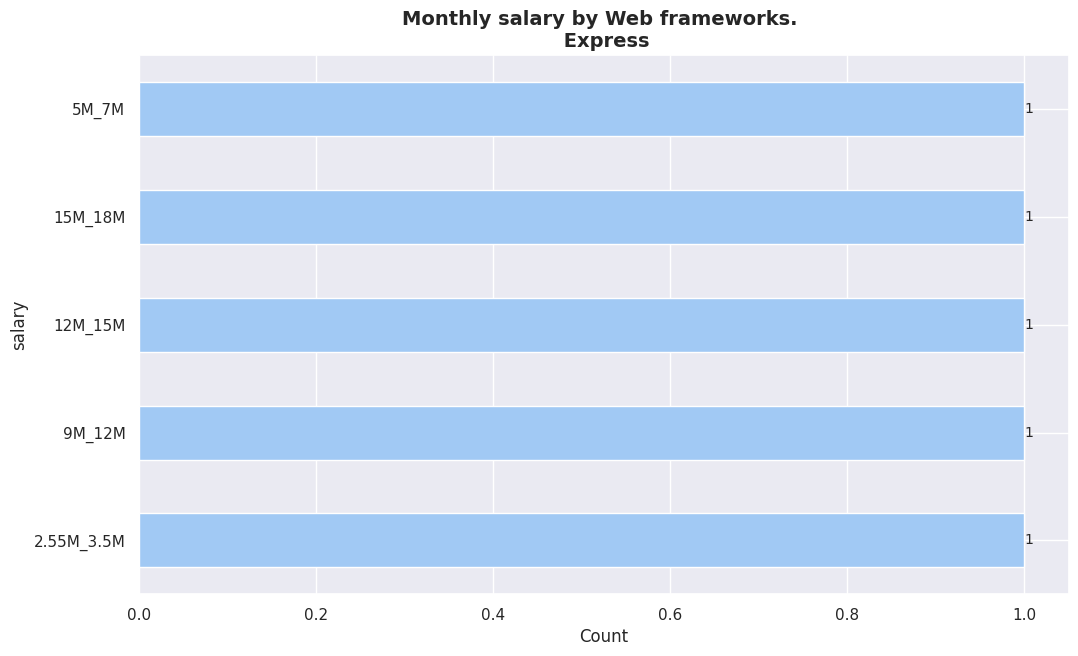 Monthly salary by Web frameworks.
Express
5M_7M
1
15M_18M
1
12M_15M
1
9M_12M
1
2.55M_3.5M
1
salary
0.0
0.2
0.4
0.6
0.8
1.0
Count